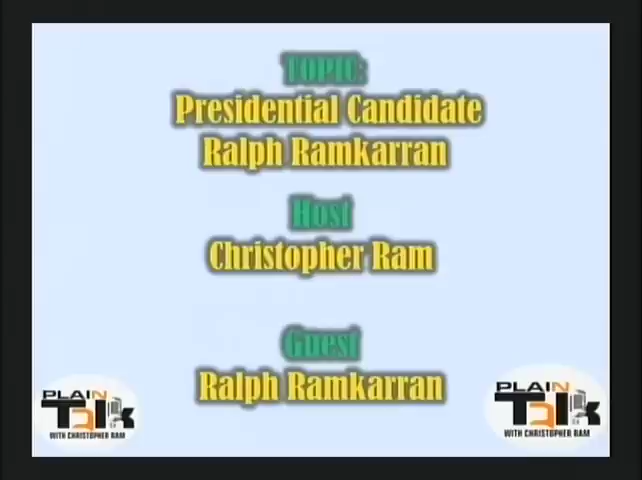 TOPIC:
Presidential Candidate
Ralph Ramkarran
Host
Christopher Ram
Guest
Ralph Ramkarran
PLAIN
Talk
WITH CHRISTOPHER RAM
PLAIN
Talk
WITH CHRISTOPHER RAM